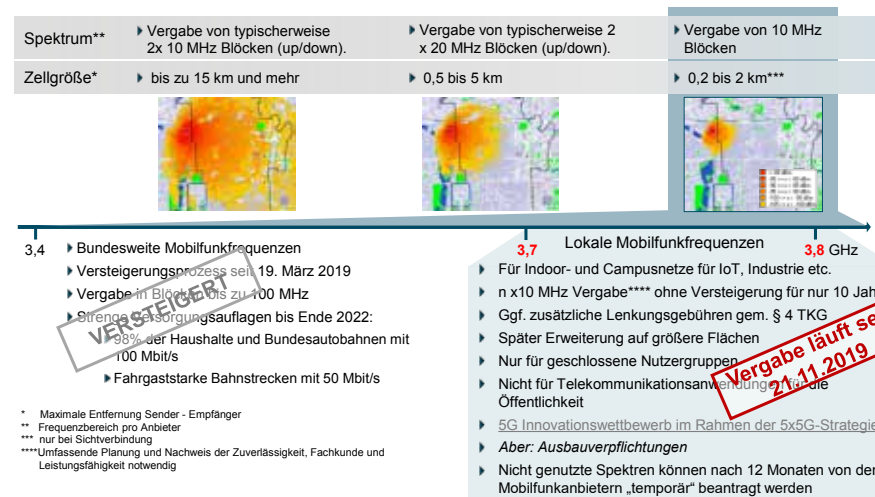 Spektrum**
Vergabe von typischerweise
2x 10 MHz Blöcken (up/down).
Vergabe von typischerweise 2
x 20 MHz Blöcken (up/down).
Vergabe von 10 MHz
Blöcken
Zellgröße*
bis zu 15 km und mehr
0,5 bis 5 km
0,2 bis 2 km***
3,4
3,7
3,8 GHz
Bundesweite Mobilfunkfrequenzen
Versteigerungsprozess seit 19. März 2019
Vergabe in Blöcken bis zu 100 MHz
Strenge Versorgungsauflagen bis Ende 2022:
98% der Haushalte und Bundesautobahnen mit
100 Mbit/s
Fahrgaststarke Bahnstrecken mit 50 Mbit/s
VERSTEIGERT
* Maximale Entfernung Sender - Empfänger
** Frequenzbereich pro Anbieter
*** nur bei Sichtverbindung
****Umfassende Planung und Nachweis der Zuverlässigkeit, Fachkunde und
Leistungsfähigkeit notwendig
Lokale Mobilfunkfrequenzen
Für Indoor- und Campusnetze für IoT, Industrie etc.
n x10 MHz Vergabe**** ohne Versteigerung für nur 10 Jah
Ggf. zusätzliche Lenkungsgebühren gem. § 4 TKG
Später Erweiterung auf größere Flächen
Nur für geschlossene Nutzergruppen
Nicht für Telekommunikationsanwendungen für die
Öffentlichkeit
5G Innovationswettbewerb im Rahmen der 5x5G-Strategie
Aber: Ausbauverpflichtungen
Nicht genutzte Spektren können nach 12 Monaten von der
Mobilfunkanbietern „temporär" beantragt werden
Vergabe läuft se
21.11.2019